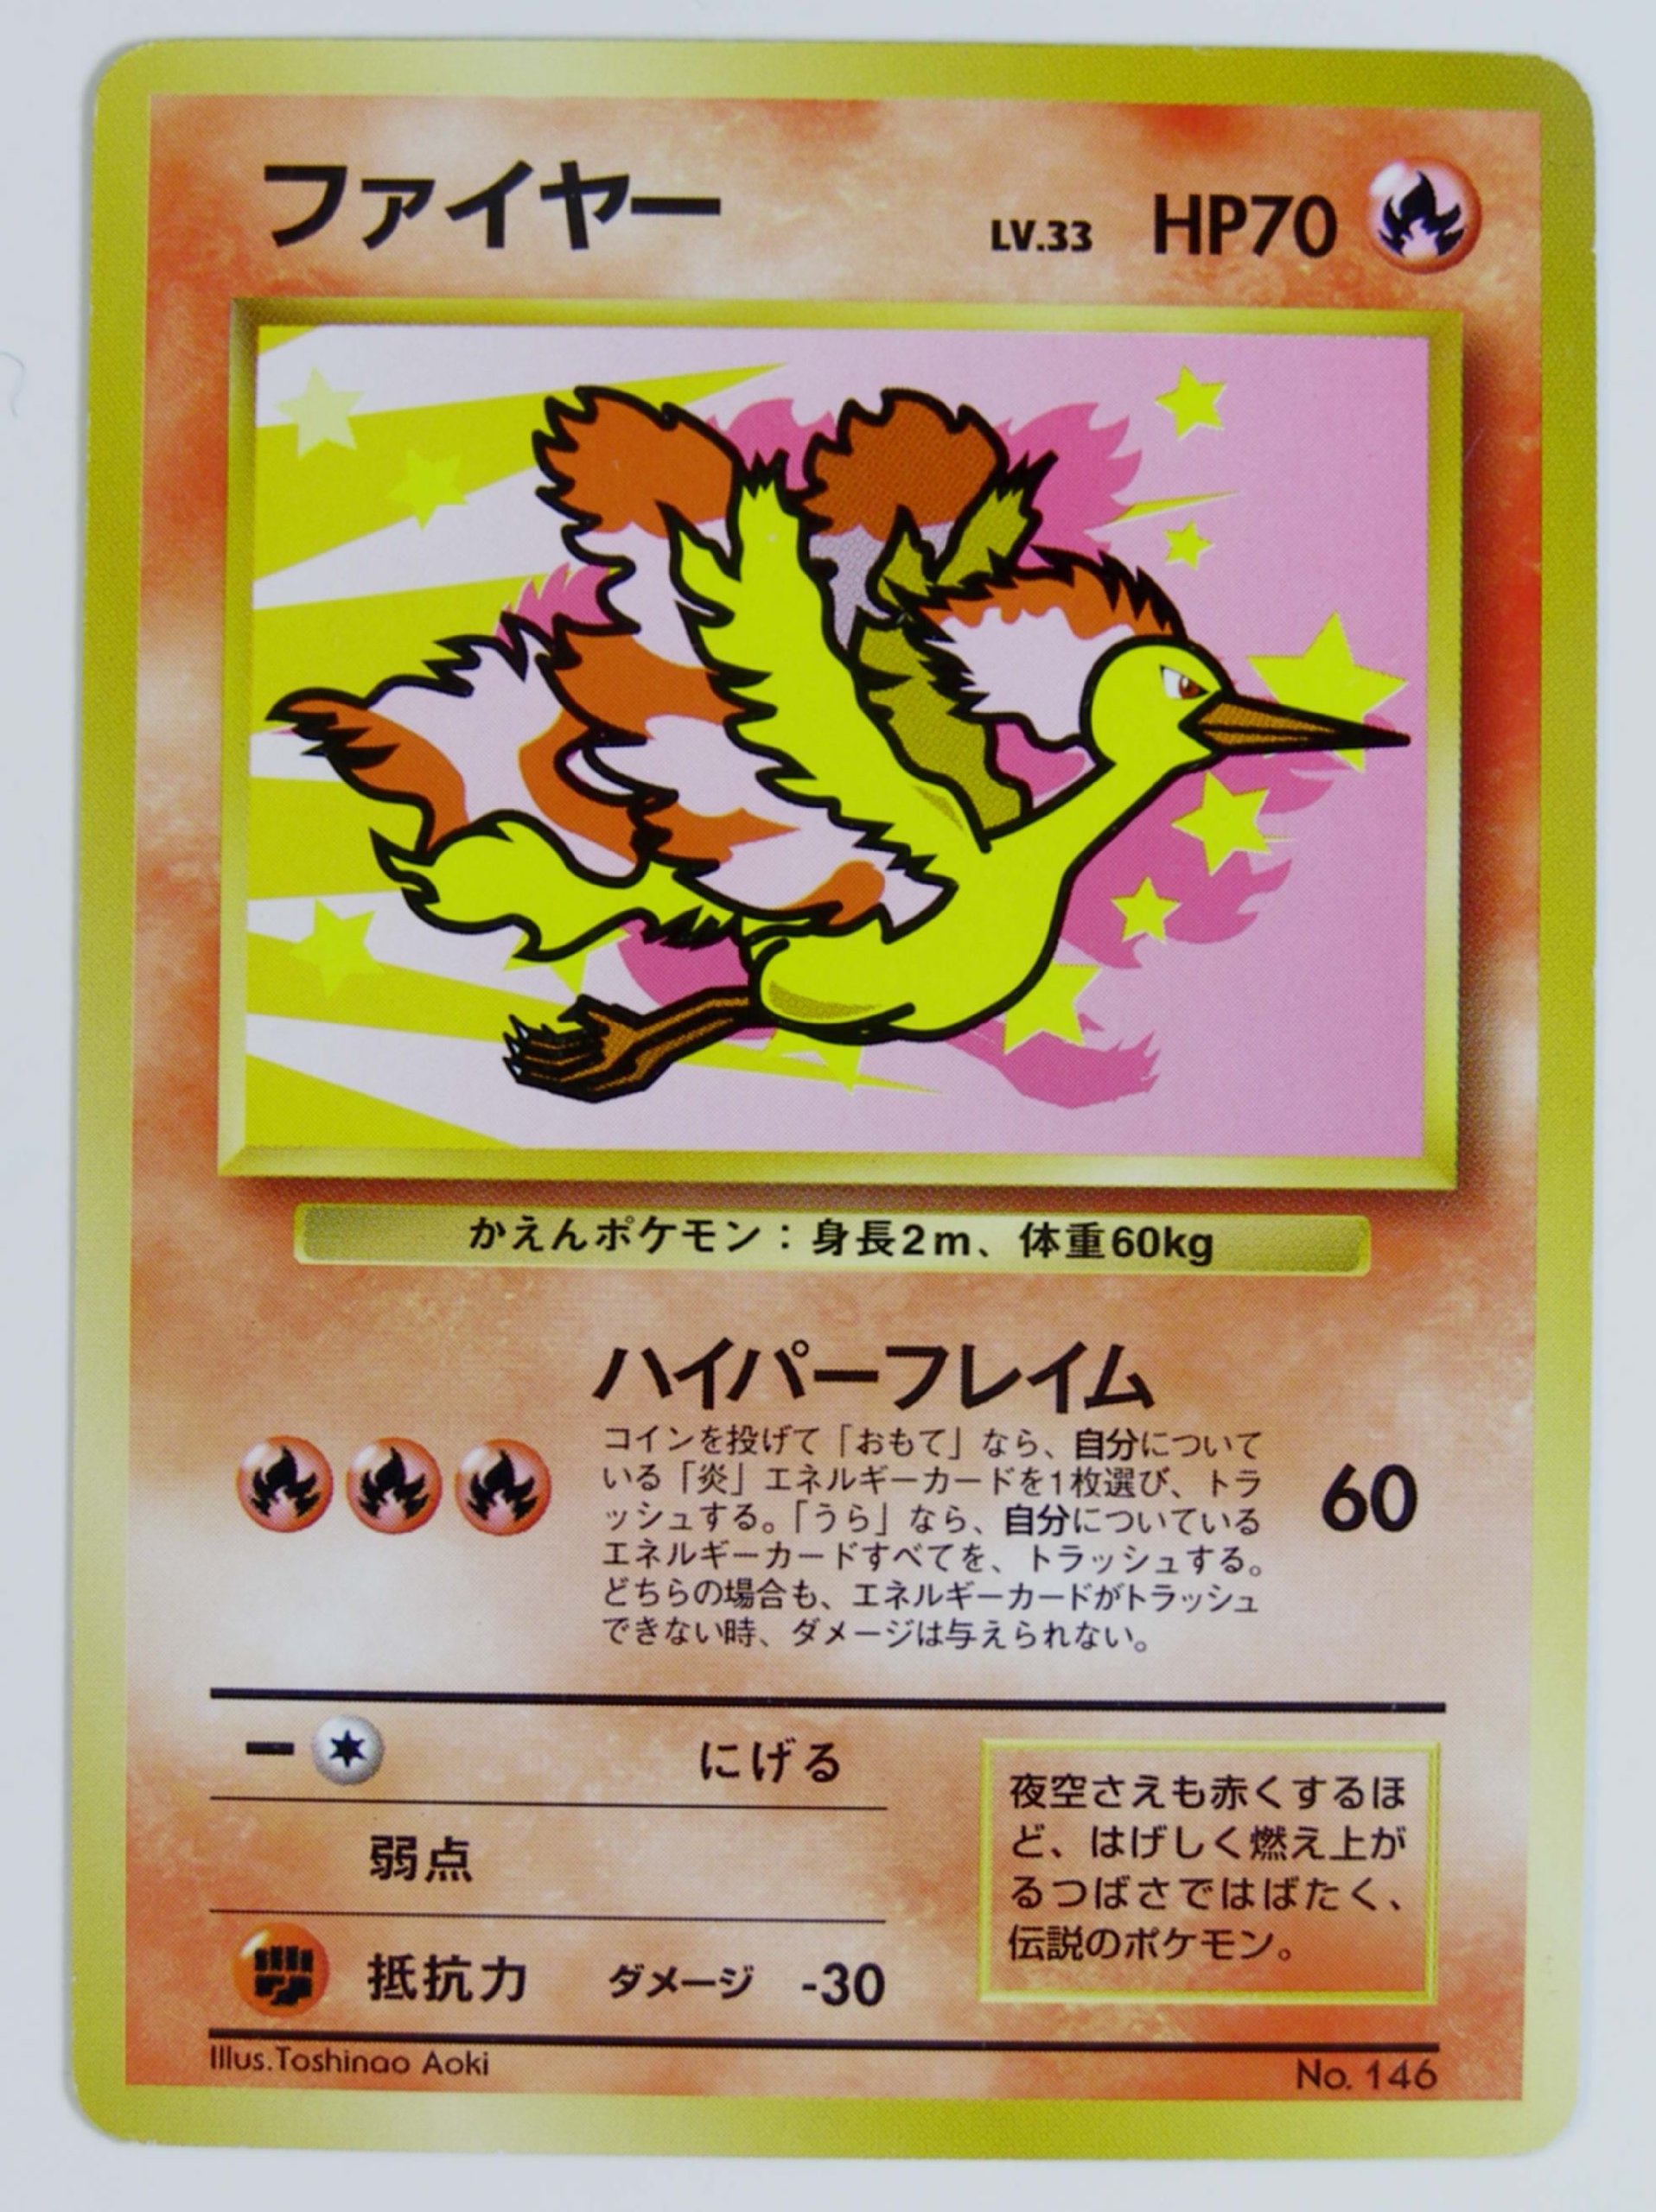 ファイヤー LV.33 HP70
かえんポケモン：身長2m、体重60kg
ハイパーフレイム
コインを投げて「おもて」なら、自分について
いる「炎」エネルギーカードを1枚選び、トラ
ッシュする。「うら」なら、自分についている
エネルギーカードすべてを、トラッシュする。
どちらの場合も、エネルギーカードがトラッシュ
できない時、ダメージは与えられない。
60
にげる
弱点
抵抗力 ダメージ -30
夜空さえも赤くするほ
ど、はげしく燃え上が
るつばさではばたく、
伝説のポケモン。
Illus.Toshinao Aoki
No. 146